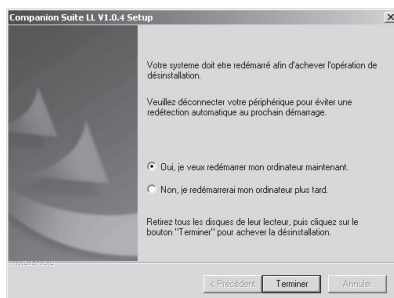 Companion Suite LL V1.0.4 Setup
Votre systeme doit etre redémarré afin d'achever l'opération de
désinstallation.
Veuillez déconnecter votre périphérique pour éviter une
redétection automatique au prochain démarrage.
Oui, je veux redémarrer mon ordinateur maintenant.
Non, je redémarrerai mon ordinateur plus tard.
Retirez tous les disques de leur lecteur, puis cliquez sur le
bouton "Terminer" pour achever la désinstallation.
< Précédent
Terminer
Annuler